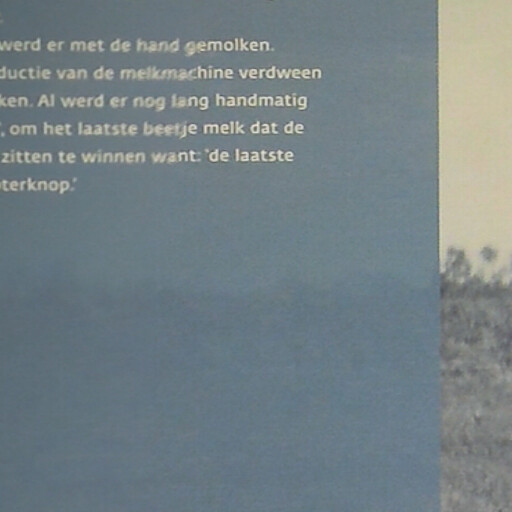 werd er met de hand gemolken.
ductie van de melkmachine verdween
ken. Al werd er nog lang handmatig
', om het laatste beetje melk dat de
zitten te winnen want: 'de laatste
terknop.'